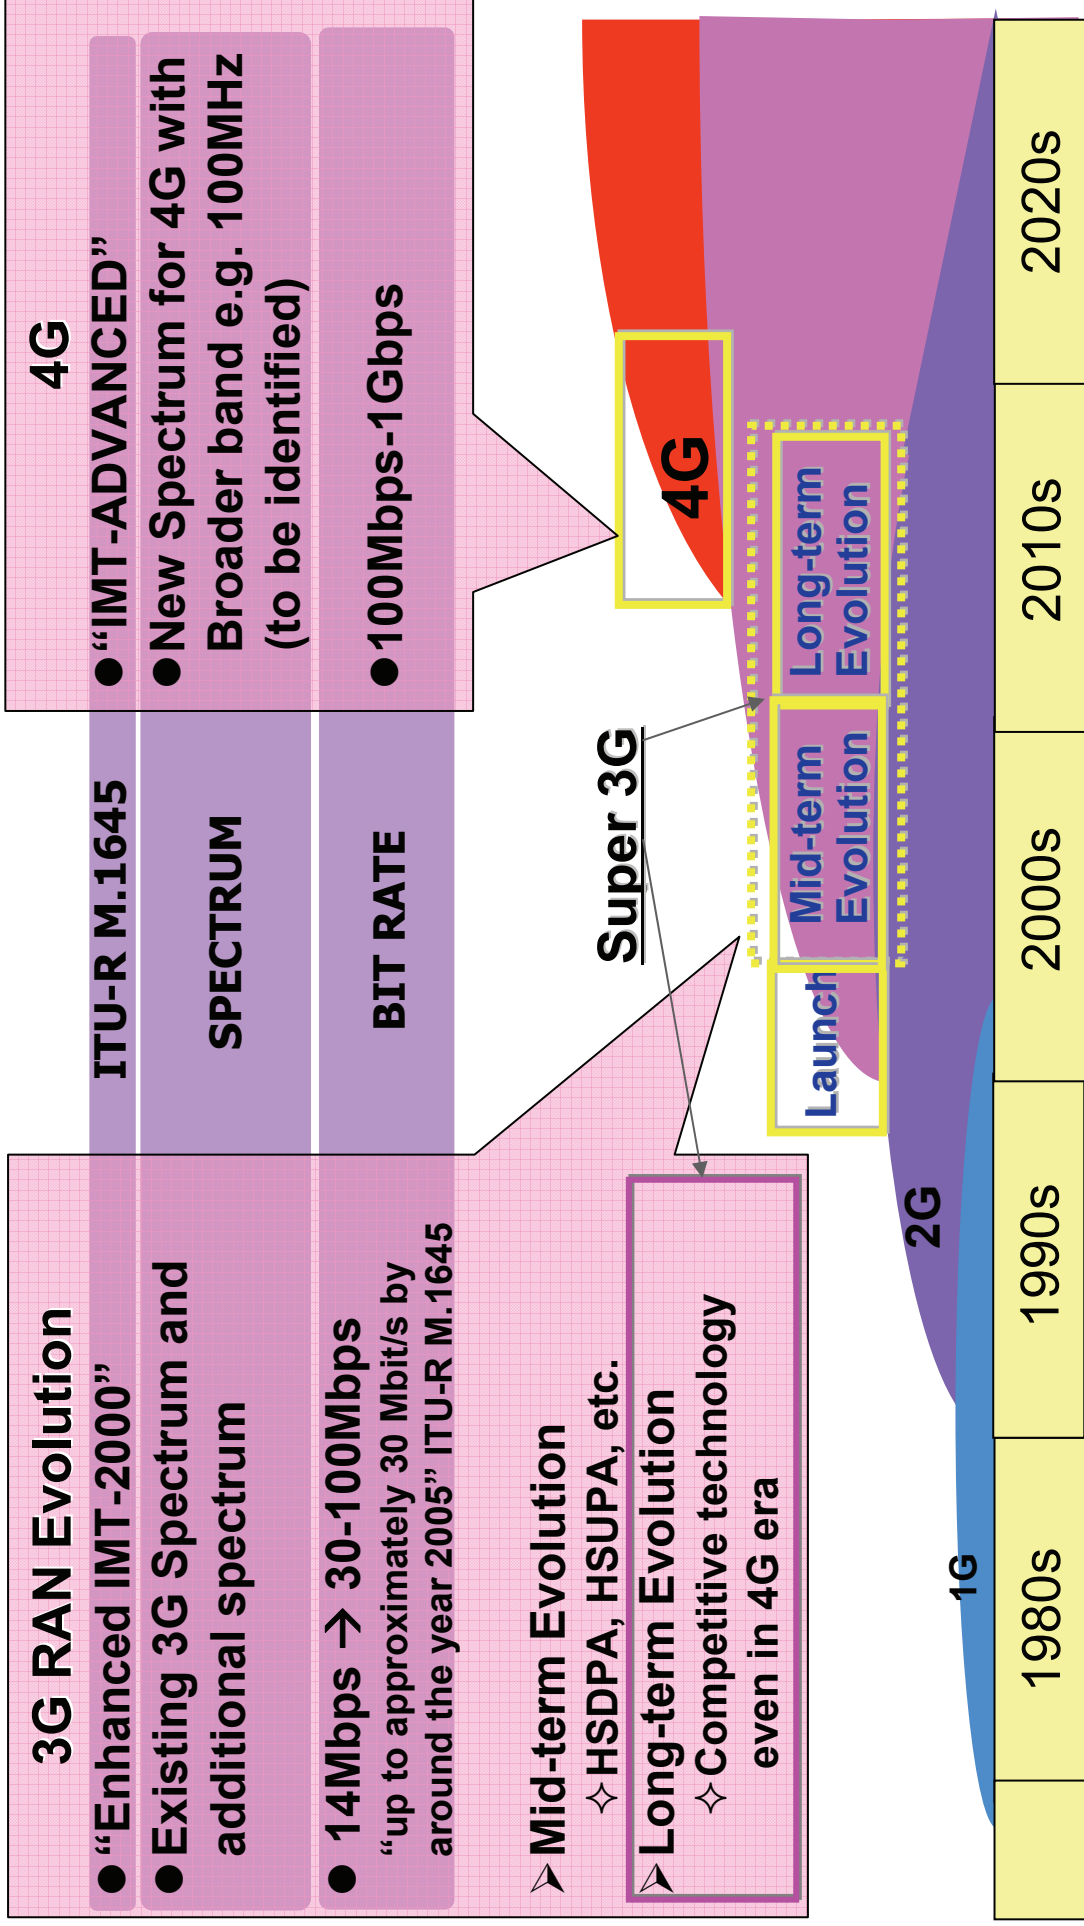 3G RAN Evolution
●“Enhanced IMT-2000”
●Existing 3G Spectrum and
additional spectrum
● 14Mbps → 30-100Mbps
“up to approximately 30 Mbit/s by
around the year 2005” ITU-R M.1645
➢Mid-term Evolution
✧HSDPA, HSUPA, etc.
➢Long-term Evolution
✧Competitive technology
even in 4G era
ITU-R M.1645
SPECTRUM
BIT RATE
4G
●“IMT-ADVANCED”
●New Spectrum for 4G with
Broader band e.g. 100MHz
(to be identified)
●100Mbps-1Gbps
Super 3G
4G
Launch
Mid-term
Evolution
Long-term
Evolution
2G
1G
1980s
1990s
2000s
2010s
2020s